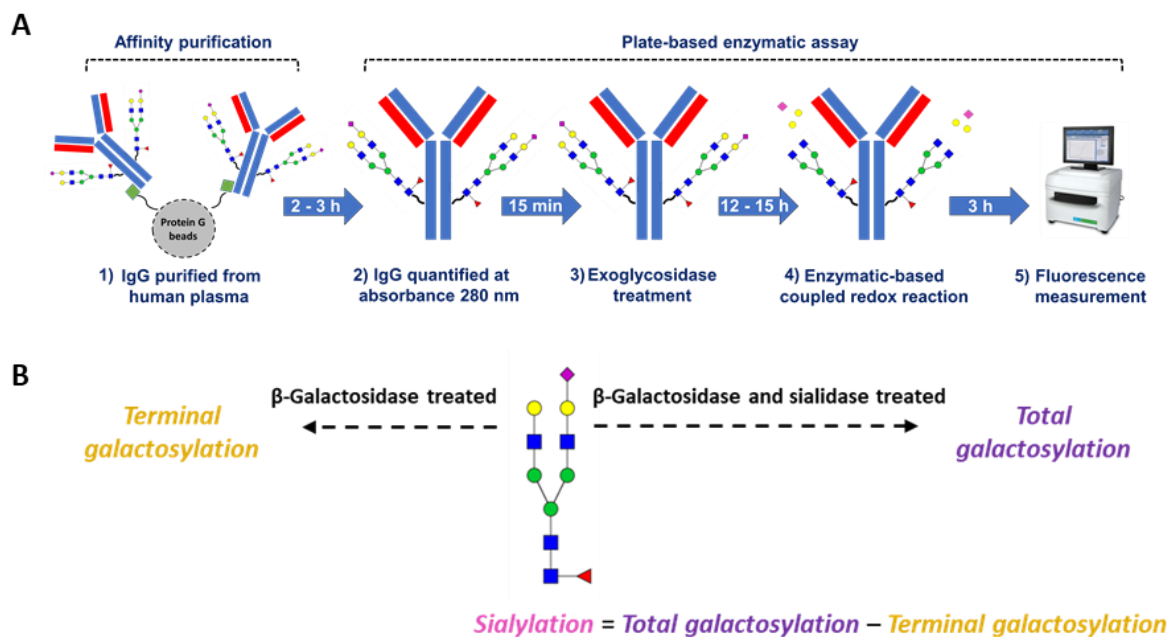 A
Affinity purification
Plate-based enzymatic assay
Protein G
beads
2 - 3 h
15 min
12 - 15 h
3 h
1) IgG purified from
human plasma
2) IgG quantified at
absorbance 280 nm
3) Exoglycosidase
treatment
4) Enzymatic-based
coupled redox reaction
5) Fluorescence
measurement
B
Terminal
galactosylation
β-Galactosidase treated
β-Galactosidase and sialidase treated
Total
galactosylation
Sialylation = Total galactosylation – Terminal galactosylation